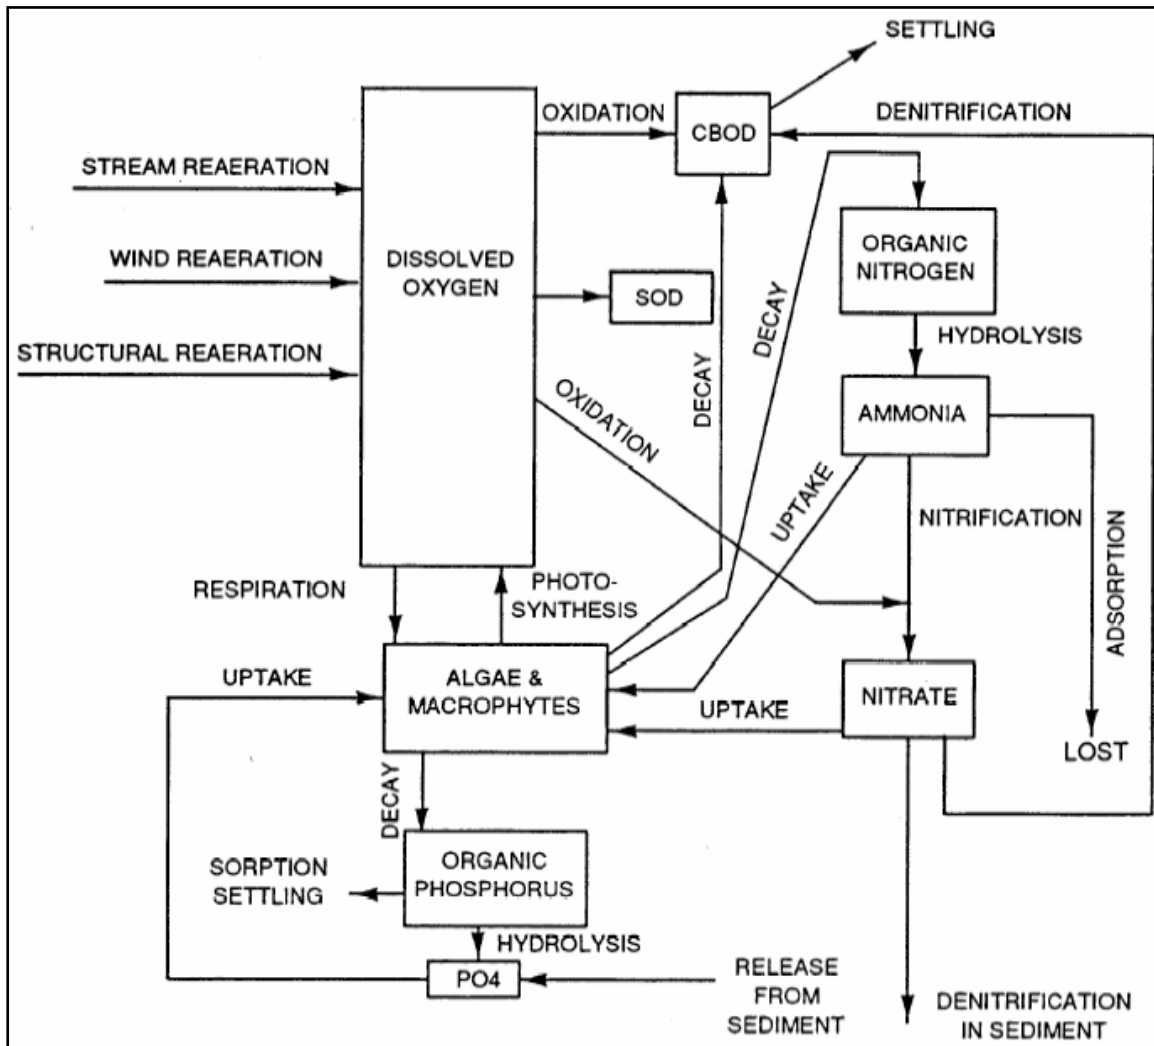 SETTLING
OXIDATION
CBOD
DENITRIFICATION
STREAM REAERATION
WIND REAERATION
STRUCTURAL REAERATION
DISSOLVED
OXYGEN
SOD
ORGANIC
NITROGEN
DECAY
DECAY
HYDROLYSIS
OXIDATION
AMMONIA
UPTAKE
NITRIFICATION
ADSORPTION
RESPIRATION
PHOTO-
SYNTHESIS
UPTAKE
ALGAE &
MACROPHYTES
UPTAKE
NITRATE
LOST
DECAY
SORPTION
SETTLING
ORGANIC
PHOSPHORUS
HYDROLYSIS
PO4
RELEASE
FROM
SEDIMENT
DENITRIFICATION
IN SEDIMENT